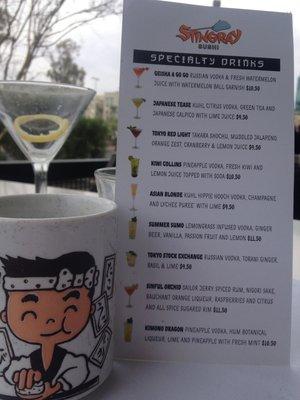 STINGRAY
SUSHI
SPECIALTY DRINKS
GEISHA A GO GO RUSSIAN VODKA & FRESH WATERMELON
JUICE WITH WATERMELON BALL GARNISH $10.50
JAPANESE TEASE KUHL CITRUS VODKA, GREEN TEA AND
JAPANESE CALPICO WITH LIME JUICE $9.50
TOKYO RED LIGHT TAKARA SHOCHU, MUDDLED JALAPENO
ORANGE ZEST, CRANBERRY & LEMON JUICE $9.50
KIWI COLLINS PINEAPPLE VODKA, FRESH KIWI AND
LEMON JUICE TOPPED WITH SODA $10.50
ASIAN BLONDE KUHL HIPPIE HOOCH VODKA, CHAMPAGNE
AND LYCHEE PUREE' WITH LIME $9.50
SUMMER SUMO LEMONGRASS INFUSED VODKA, GINGER
BEER, VANILLA, PASSION FRUIT AND LEMON $11.50
TOKYO STOCK EXCHANGE RUSSIAN VODKA, TORANI GINGER,
BASIL & LIME $9.50
SINFUL ORCHID SAILOR JERRY SPICED RUM, NIGORI SAKE,
BAUCHANT ORANGE LIQUEUR, RASPBERRIES AND CITRUS
AND ALL SPICE SUGARED RIM $11.50
KIMONO DRAGON PINEAPPLE VODKA, HUM BOTANICAL
LIQUEUR, LIME AND PINEAPPLE WITH FRESH MINT $10.50